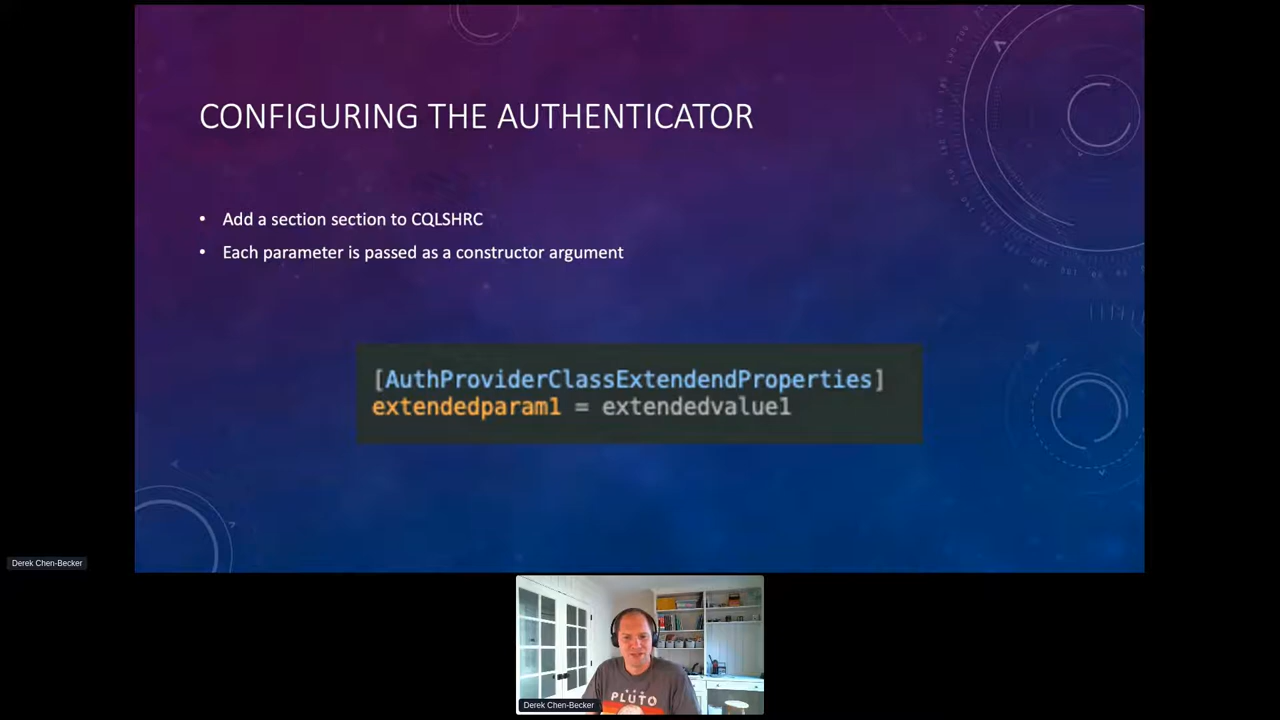 CONFIGURING THE AUTHENTICATOR
• Add a section section to CQLSHRC
• Each parameter is passed as a constructor argument
[AuthProviderClassExtendendProperties]
extendedparam1 = extendedvalue1
Derek Chen-Becker
PLUTO
Derek Chen-Becker